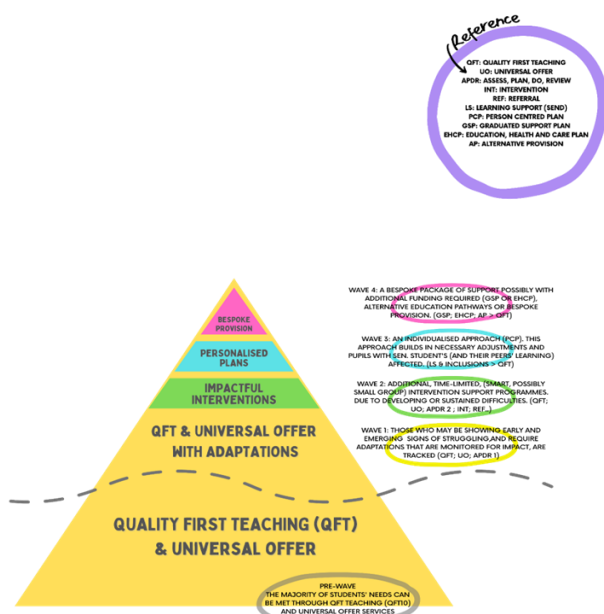 Reference
QFT: QUALITY FIRST TEACHING
UO: UNIVERSAL OFFER
APDR: ASSESS, PLAN, DO, REVIEW
INT: INTERVENTION
REF: REFERRAL
LS: LEARNING SUPPORT (SEND)
PCP: PERSON CENTRED PLAN
GSP: GRADUATED SUPPORT PLAN
EHCP: EDUCATION, HEALTH AND CARE PLAN
AP: ALTERNATIVE PROVISION
BESPOKE
PROVISION
PERSONALISED
PLANS
IMPACTFUL
INTERVENTIONS
QFT & UNIVERSAL OFFER
WITH ADAPTATIONS
QUALITY FIRST TEACHING (QFT)
& UNIVERSAL OFFER
WAVE 4: A BESPOKE PACKAGE OF SUPPORT POSSIBLY WITH
ADDITIONAL FUNDING REQUIRED (GSP OR EHCP),
ALTERNATIVE EDUCATION PATHWAYS OR BESPOKE
PROVISION. (GSP; EHCP; AP > QFT)
WAVE 3: AN INDIVIDUALISED APPROACH (PCP). THIS
APPROACH BUILDS IN NECESSARY ADJUSTMENTS AND
PUPILS WITH SEN. STUDENT'S (AND THEIR PEERS' LEARNING)
AFFECTED. (LS & INCLUSIONS > QFT)
WAVE 2: ADDITIONAL, TIME-LIMITED, (SMART, POSSIBLY
SMALL GROUP) INTERVENTION SUPPORT PROGRAMMES.
DUE TO DEVELOPING OR SUSTAINED DIFFICULTIES. (QFT;
UO; APDR 2 ; INT; REF..)
WAVE 1: THOSE WHO MAY BE SHOWING EARLY AND
EMERGING SIGNS OF STRUGGLING,AND REQUIRE
ADAPTATIONS THAT ARE MONITORED FOR IMPACT, ARE
TRACKED (QFT; UO; APDR 1)
PRE-WAVE
THE MAJORITY OF STUDENTS' NEEDS CAN
BE MET THROUGH QFT TEACHING (QFT10)
AND UNIVERSAL OFFER SERVICES